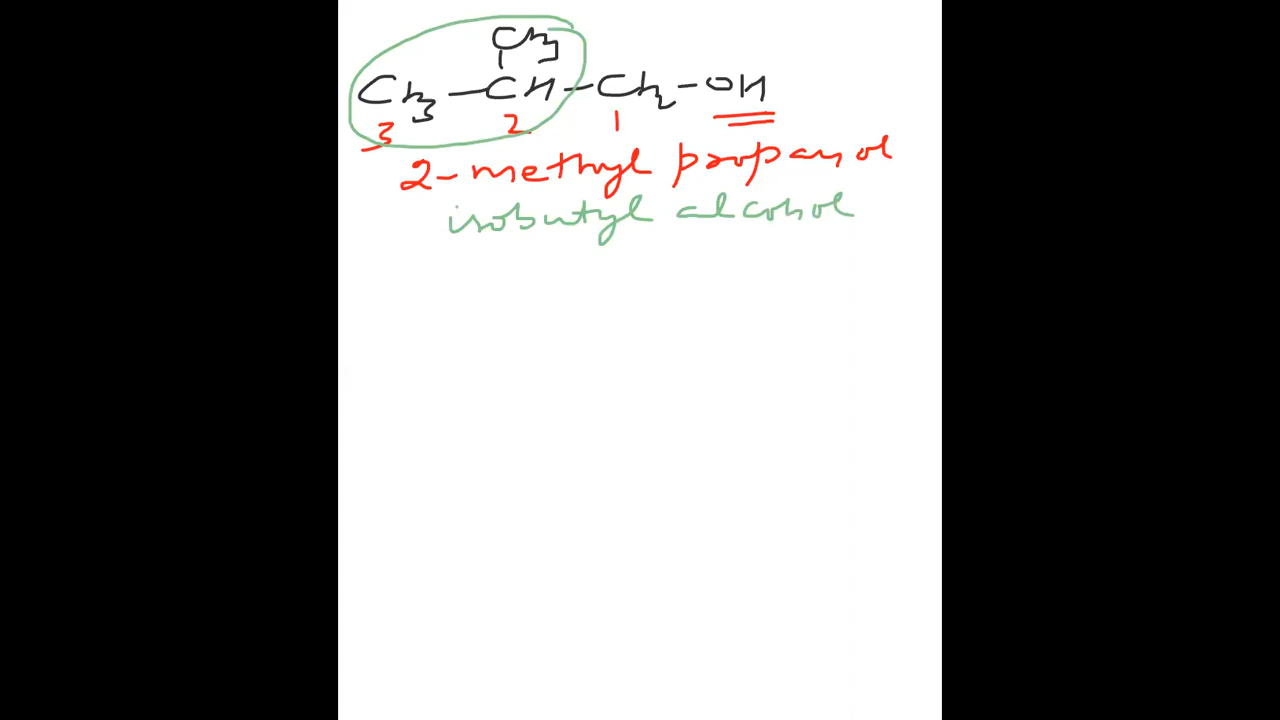 CH3
CH3 — CH — CH2 — OH
3 2 1
2-methyl propanol
isobutyl alcohol